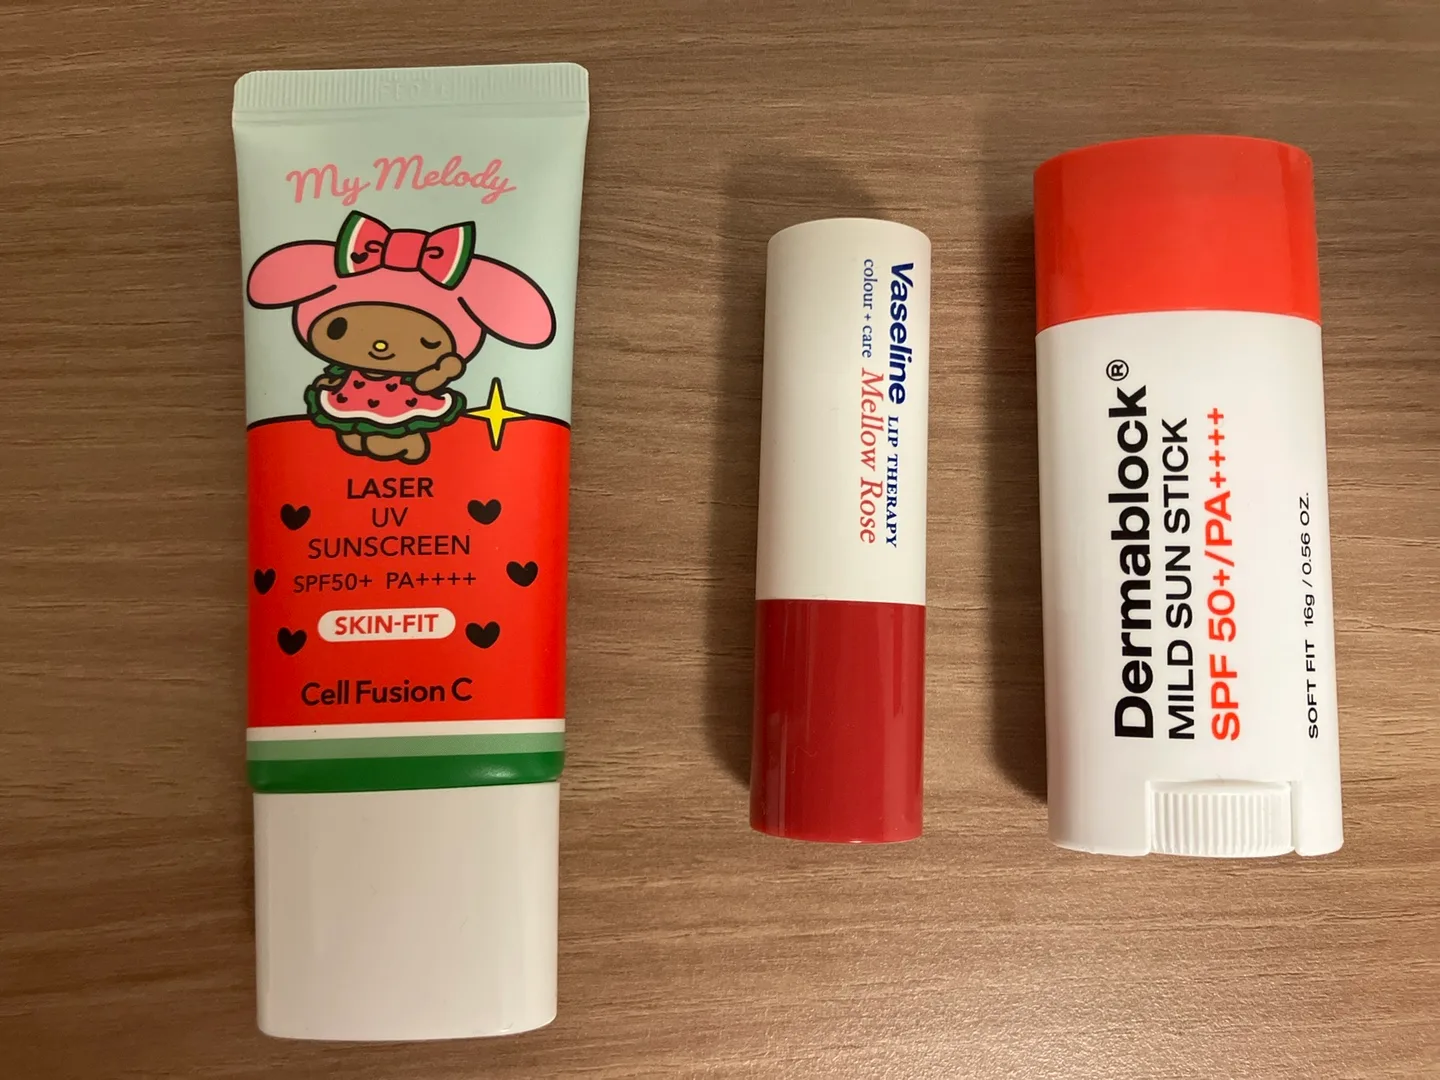 My Melody
LASER
UV
SUNSCREEN
SPF50+ PA++++
SKIN-FIT
Cell Fusion C
Vaseline LIP THERAPY
colour + care Mellow Rose
Dermablock®
MILD SUN STICK
SPF 50+/PA++++
SOFT FIT 16g / 0.56 OZ.